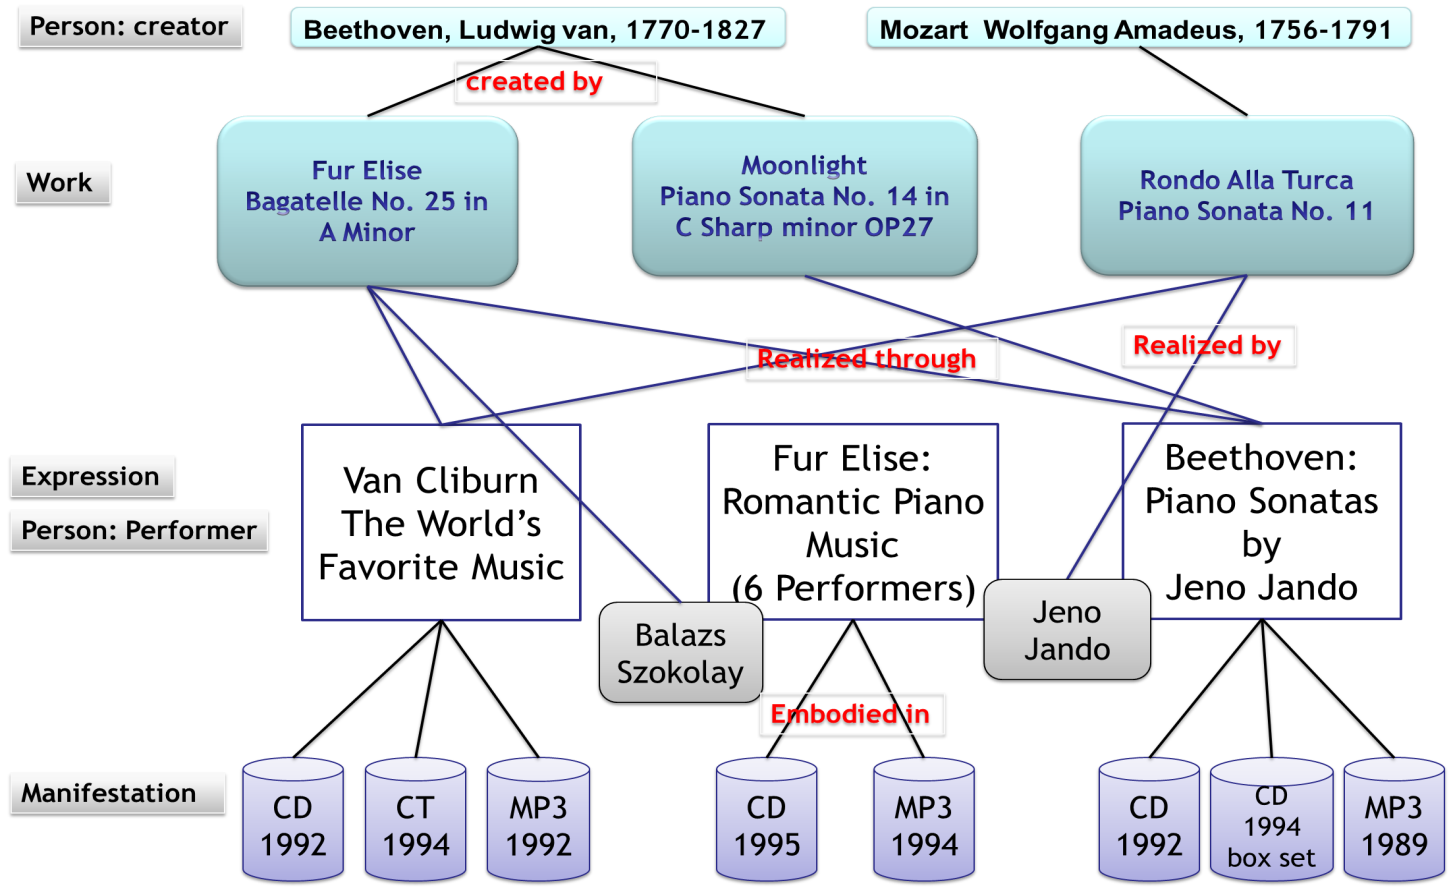 Person: creator
Beethoven, Ludwig van, 1770-1827
Mozart Wolfgang Amadeus, 1756-1791
created by
Work
Fur Elise
Bagatelle No. 25 in
A Minor
Moonlight
Piano Sonata No. 14 in
C Sharp minor OP27
Rondo Alla Turca
Piano Sonata No. 11
Realized through
Realized by
Expression
Person: Performer
Van Cliburn
The World's
Favorite Music
Fur Elise:
Romantic Piano
Music
(6 Performers)
Beethoven:
Piano Sonatas
by
Jeno Jando
Balazs
Szokolay
Jeno
Jando
Embodied in
Manifestation
CD
1992
CT
1994
MP3
1992
CD
1995
MP3
1994
CD
1992
CD
1994
box set
MP3
1989